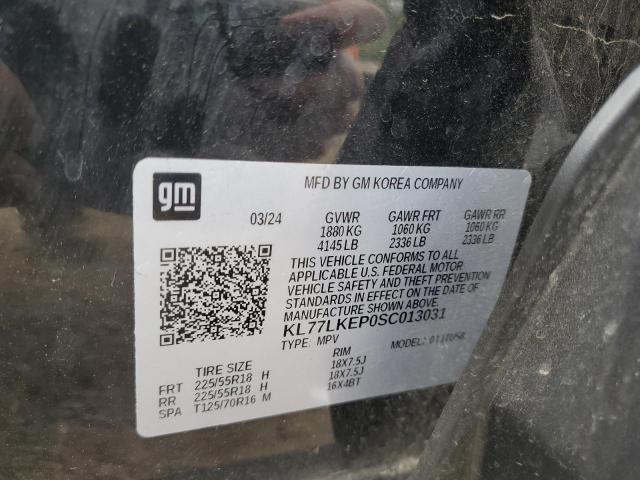 gm
MFD BY GM KOREA COMPANY
03/24 GVWR GAWR FRT GAWR RR
1880 KG 1060 KG 1060 KG
4145 LB 2336 LB 2336 LB
THIS VEHICLE CONFORMS TO ALL
APPLICABLE U.S. FEDERAL MOTOR
VEHICLE SAFETY AND THEFT PREVENTION
STANDARDS IN EFFECT ON THE DATE OF
MANUFACTURE SHOWN ABOVE.
KL77LKEP0SC013031
TYPE: MPV MODEL:
TIRE SIZE RIM
FRT 225/55R18 H 18X7.5J
RR 225/55R18 H 18X7.5J
SPA T125/70R16 M 16X4BT